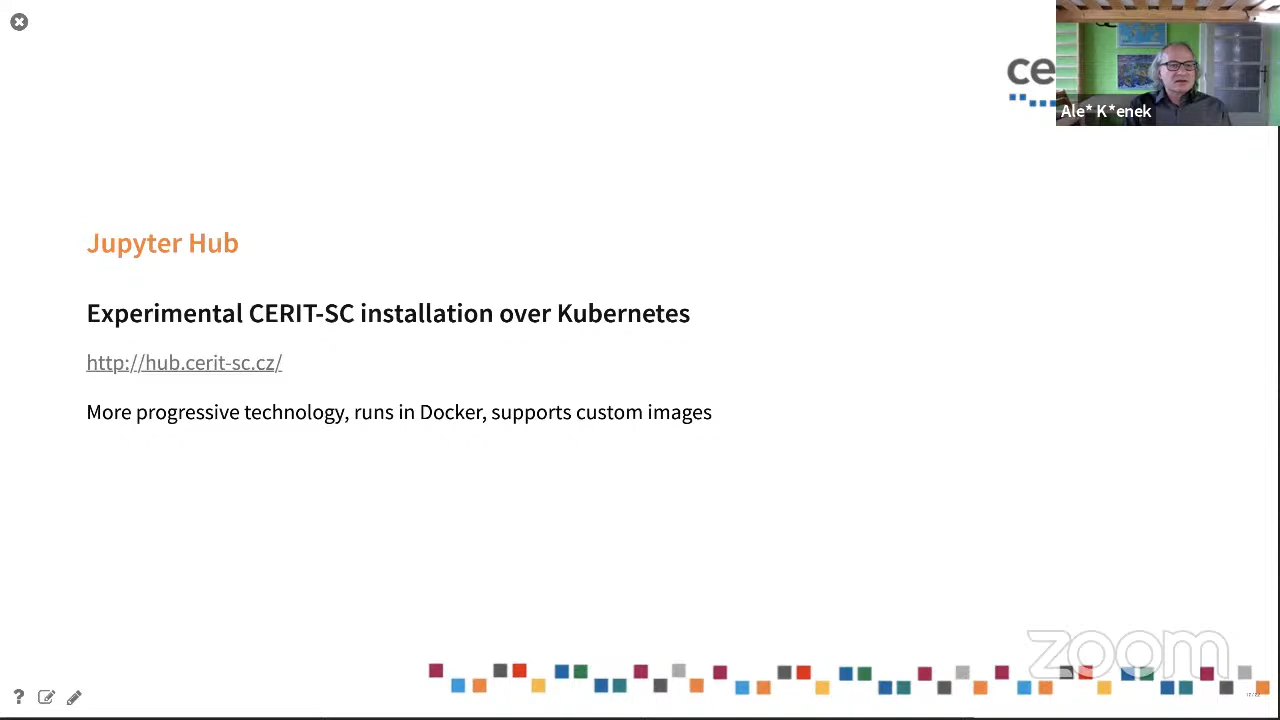 ce
Ale* K*enek
Jupyter Hub
Experimental CERIT-SC installation over Kubernetes
http://hub.cerit-sc.cz/
More progressive technology, runs in Docker, supports custom images
zoom
?